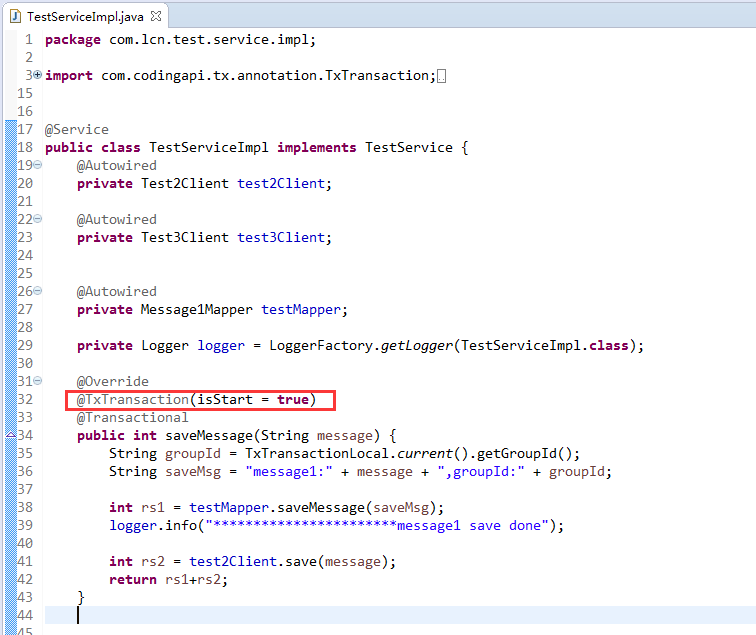 TestServiceImpl.java
1 package com.lcn.test.service.impl;
2
3 import com.codingapi.tx.annotation.TxTransaction;
15
16
17 @Service
18 public class TestServiceImpl implements TestService {
19 @Autowired
20 private Test2Client test2Client;
21
22 @Autowired
23 private Test3Client test3Client;
24
25
26 @Autowired
27 private Message1Mapper testMapper;
28
29 private Logger logger = LoggerFactory.getLogger(TestServiceImpl.class);
30
31 @Override
32 @TxTransaction(isStart = true)
33 @Transactional
34 public int saveMessage(String message) {
35 String groupId = TxTransactionLocal.current().getGroupId();
36 String saveMsg = "message1:" + message + ",groupId:" + groupId;
37
38 int rs1 = testMapper.saveMessage(saveMsg);
39 logger.info("***********************message1 save done");
40
41 int rs2 = test2Client.save(message);
42 return rs1+rs2;
43 }
44
45